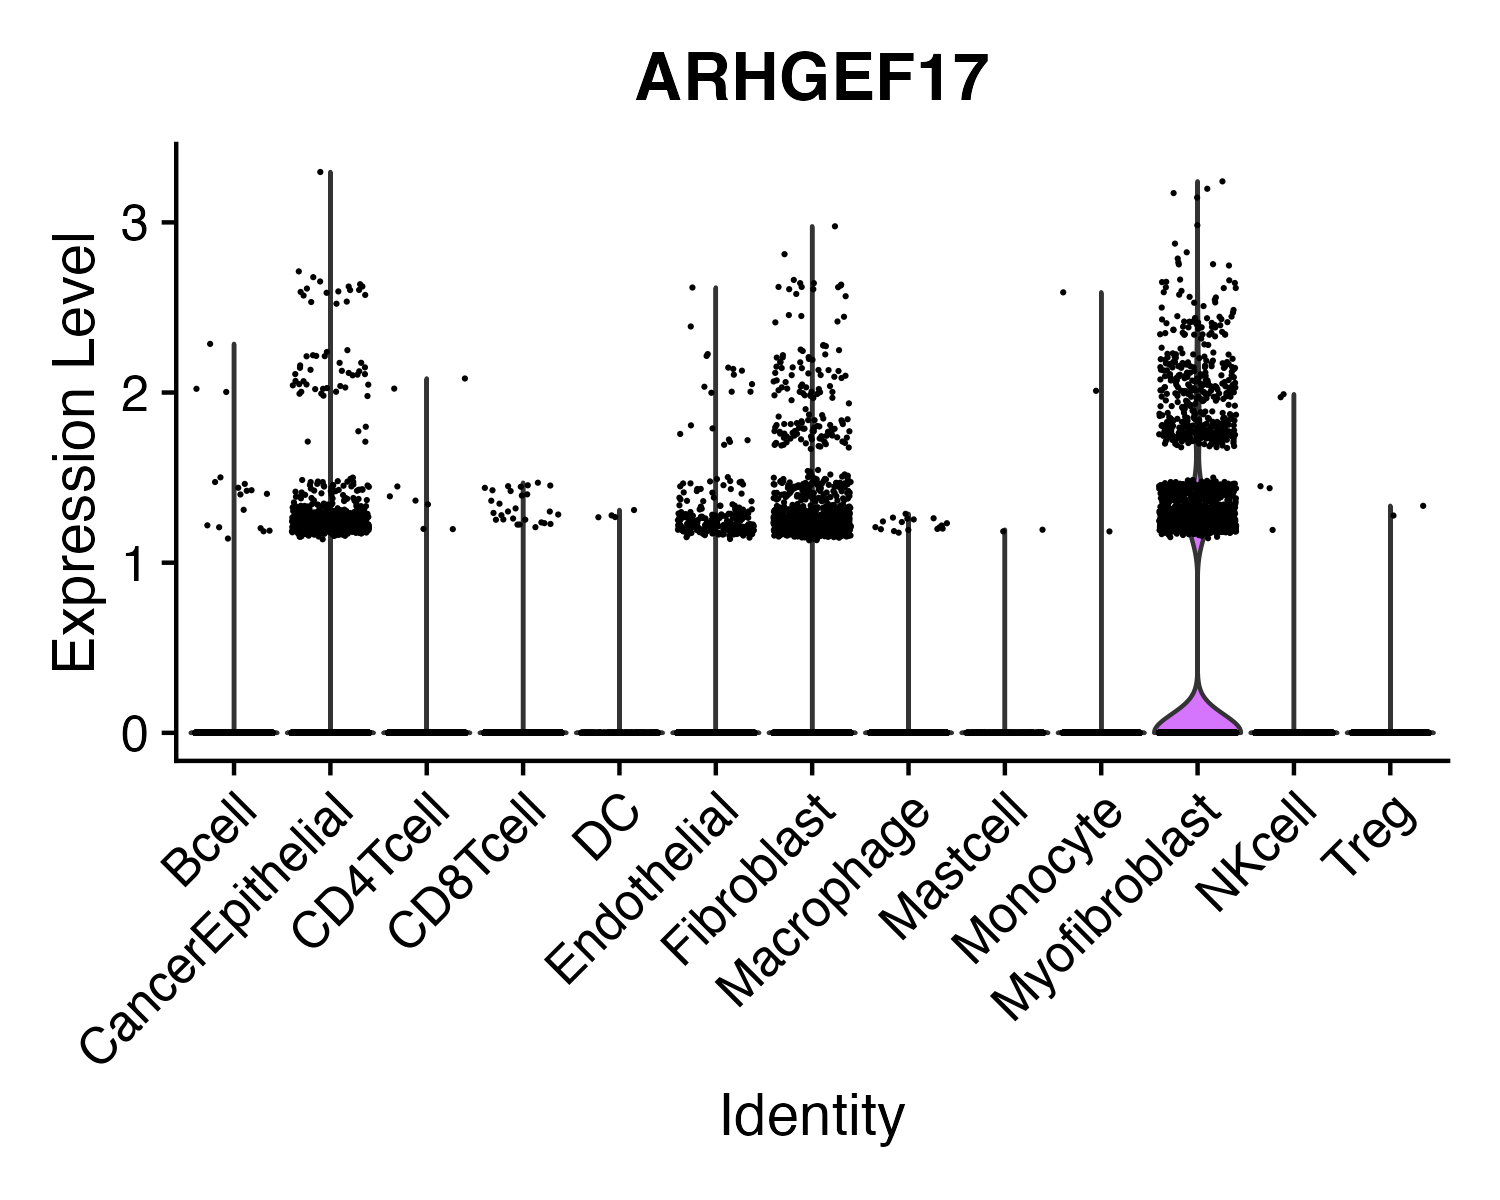 ARHGEF17
Expression Level
3
2
1
0
Bcell
CancerEpithelial
CD4Tcell
CD8Tcell
DC
Endothelial
Fibroblast
Macrophage
Mastcell
Monocyte
Myofibroblast
NKcell
Treg
Identity